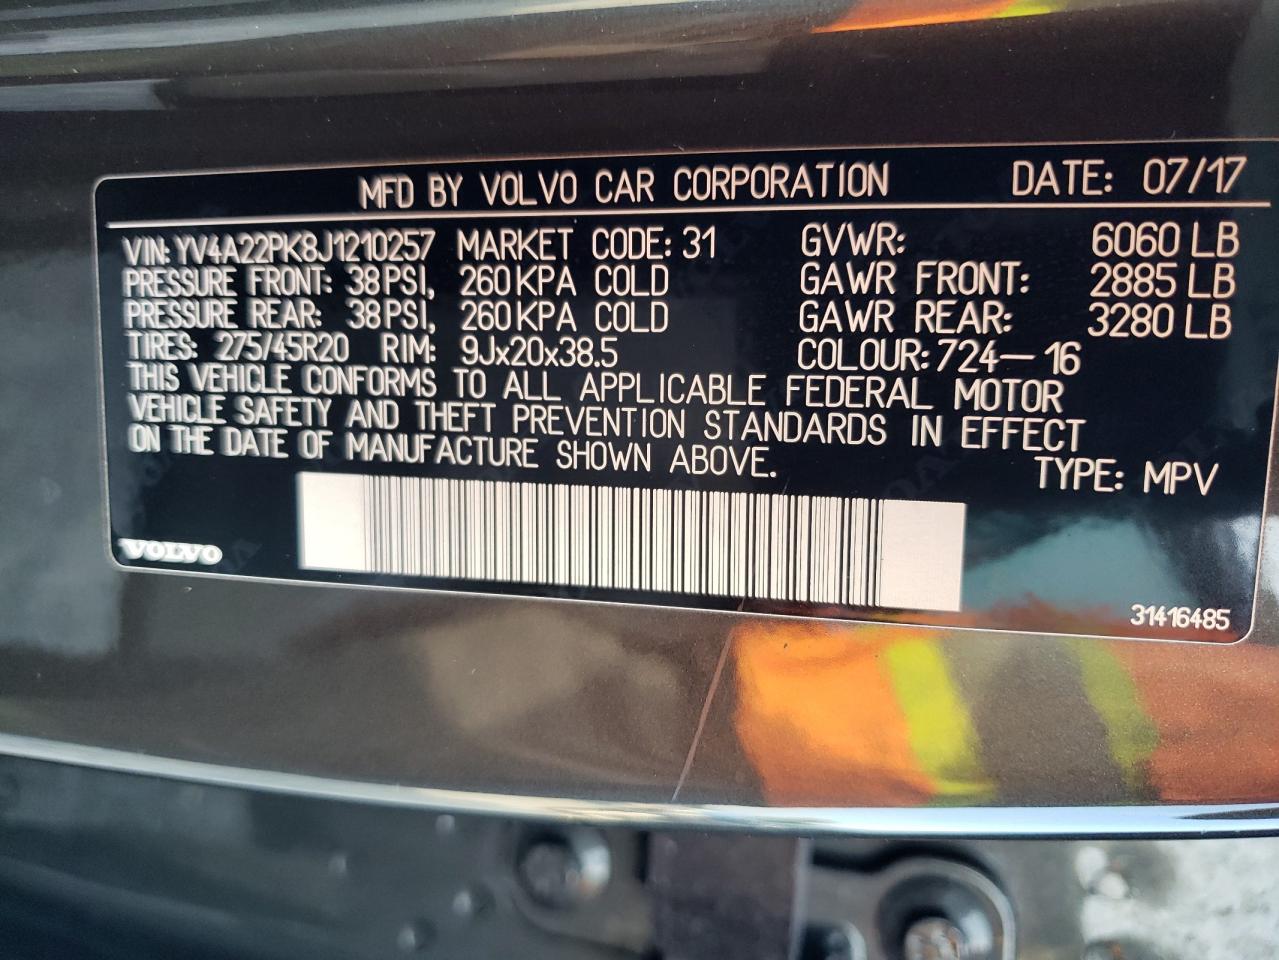 MFD BY VOLVO CAR CORPORATION DATE: 07/17
VIN: YV4A22PK8J1210257 MARKET CODE: 31 GVWR: 6060 LB
PRESSURE FRONT: 38 PSI, 260 KPA COLD GAWR FRONT: 2885 LB
PRESSURE REAR: 38 PSI, 260 KPA COLD GAWR REAR: 3280 LB
TIRES: 275/45R20 RIM: 9Jx20x38.5 COLOUR: 724-16
THIS VEHICLE CONFORMS TO ALL APPLICABLE FEDERAL MOTOR
VEHICLE SAFETY AND THEFT PREVENTION STANDARDS IN EFFECT
ON THE DATE OF MANUFACTURE SHOWN ABOVE.
TYPE: MPV
VOLVO
31416485